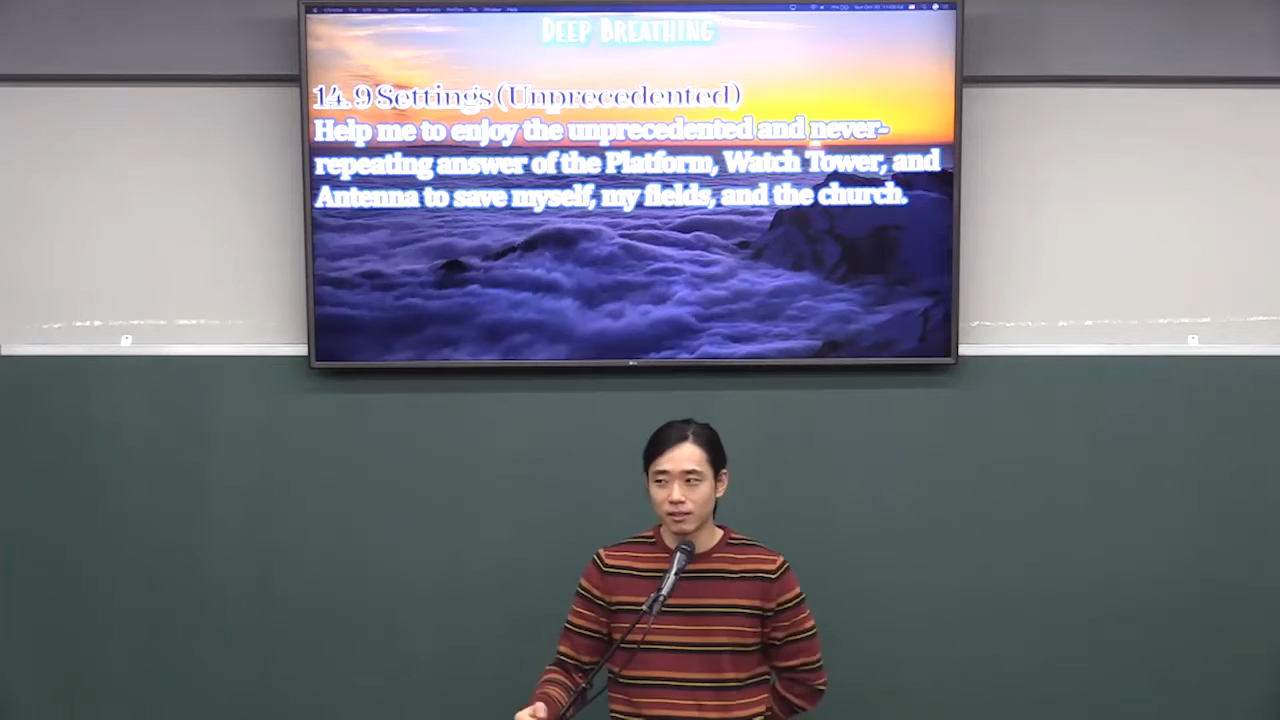 DEEP BREATHING
14. 9 Settings (Unprecedented)
Help me to enjoy the unprecedented and never-
repeating answer of the Platform, Watch Tower, and
Antenna to save myself, my fields, and the church.